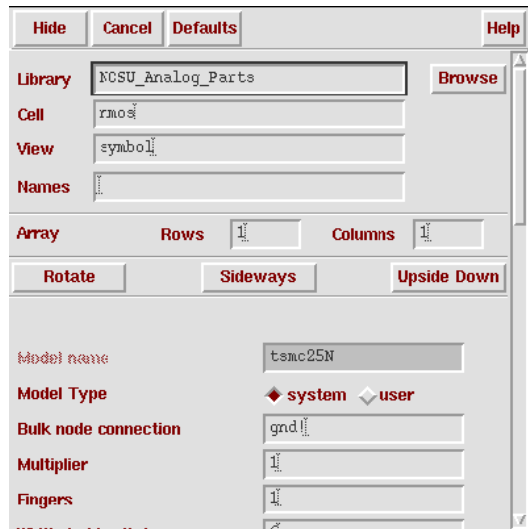 Hide Cancel Defaults Help
Library NCSU_Analog_Parts Browse
Cell nmos
View symbol
Names
Array Rows 1 Columns 1
Rotate Sideways Upside Down
Model name tsmc25N
Model Type system user
Bulk node connection gnd!
Multiplier 1
Fingers 1